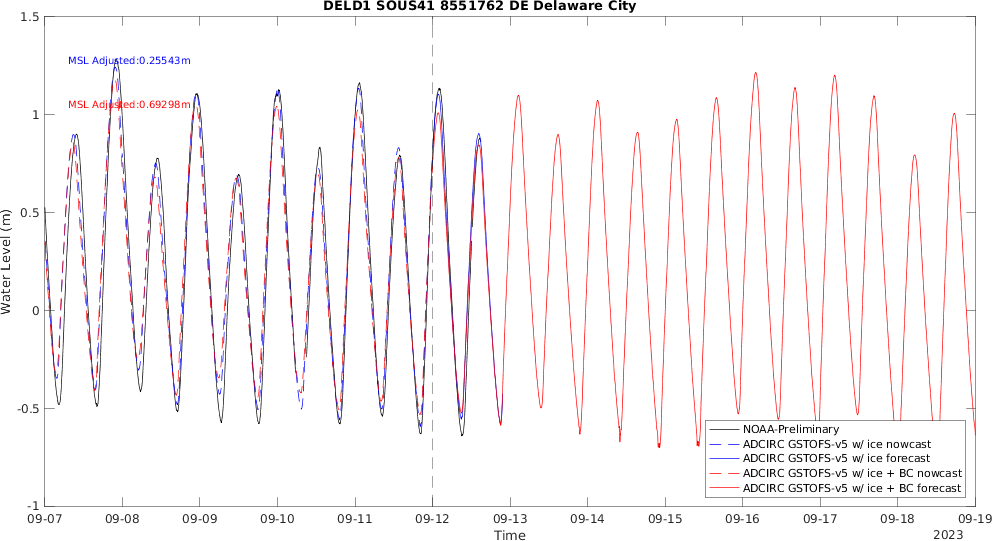 DELD1 SOUS41 8551762 DE Delaware City
1.5
MSL Adjusted:0.25543m
MSL Adjusted:0.69298m
1
0.5
Water Level (m)
0
-0.5
NOAA-Preliminary
ADCIRC GSTOFS-v5 w/ ice nowcast
ADCIRC GSTOFS-v5 w/ ice forecast
ADCIRC GSTOFS-v5 w/ ice + BC nowcast
ADCIRC GSTOFS-v5 w/ ice + BC forecast
-1
09-07 09-08 09-09 09-10 09-11 09-12 09-13 09-14 09-15 09-16 09-17 09-18 09-19
Time
2023